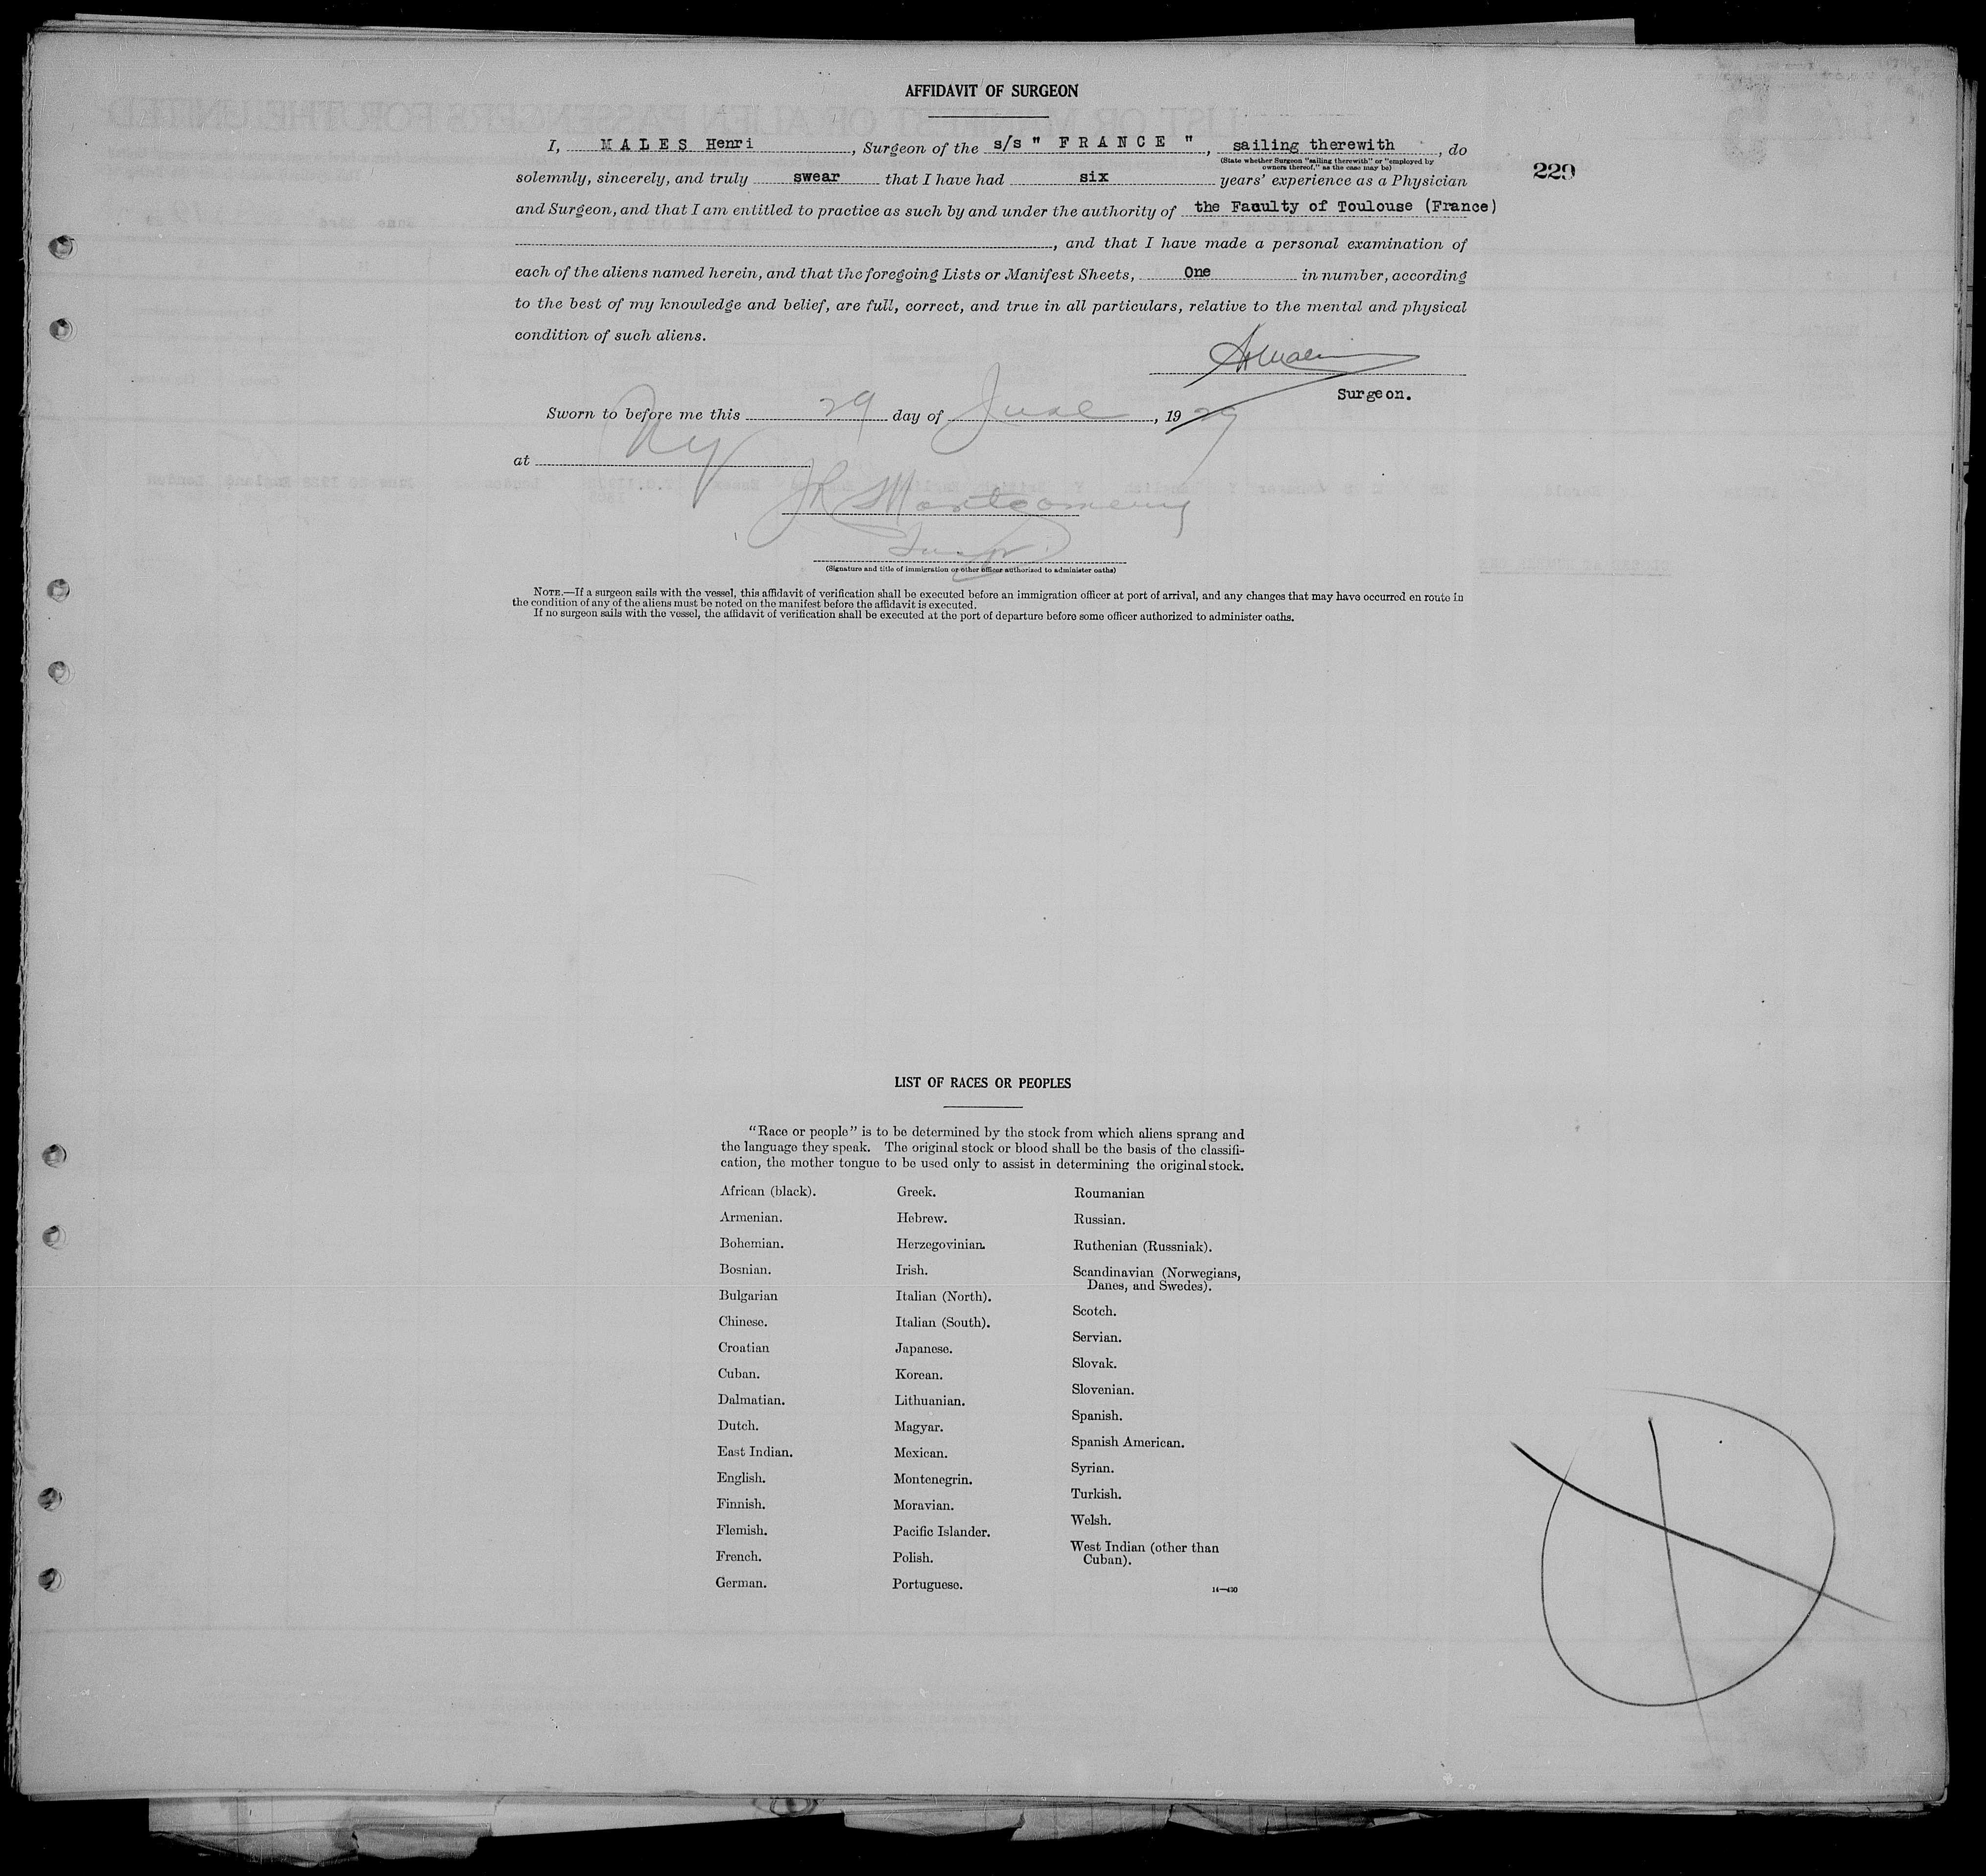 AFFIDAVIT OF SURGEON
I, MALES Henri, Surgeon of the s/s " F R A N C E ", sailing therewith, do
(State whether Surgeon "sailing therewith" or "employed by
owners thereof," as the case may be)
229
solemnly, sincerely, and truly swear that I have had six years' experience as a Physician
and Surgeon, and that I am entitled to practice as such by and under the authority of the Faculty of Toulouse (France)
, and that I have made a personal examination of
each of the aliens named herein, and that the foregoing Lists or Manifest Sheets, One in number, according
to the best of my knowledge and belief, are full, correct, and true in all particulars, relative to the mental and physical
condition of such aliens.
Surgeon.
Sworn to before me this 29 day of June, 1929
at NY
JR Montgomery
(Signature and title of immigration or other officer authorized to administer oaths)
NOTE.—If a surgeon sails with the vessel, this affidavit of verification shall be executed before an immigration officer at port of arrival, and any changes that may have occurred en route in
the condition of any of the aliens must be noted on the manifest before the affidavit is executed.
If no surgeon sails with the vessel, the affidavit of verification shall be executed at the port of departure before some officer authorized to administer oaths.
LIST OF RACES OR PEOPLES
"Race or people" is to be determined by the stock from which aliens sprang and
the language they speak. The original stock or blood shall be the basis of the classifi-
cation, the mother tongue to be used only to assist in determining the original stock.
African (black).
Armenian.
Bohemian.
Bosnian.
Bulgarian
Chinese.
Croatian
Cuban.
Dalmatian.
Dutch.
East Indian.
English.
Finnish.
Flemish.
French.
German.
Greek.
Hebrew.
Herzegovinian.
Irish.
Italian (North).
Italian (South).
Japanese.
Korean.
Lithuanian.
Magyar.
Mexican.
Montenegrin.
Moravian.
Pacific Islander.
Polish.
Portuguese.
Roumanian
Russian.
Ruthenian (Russniak).
Scandinavian (Norwegians,
Danes, and Swedes).
Scotch.
Servian.
Slovak.
Slovenian.
Spanish.
Spanish American.
Syrian.
Turkish.
Welsh.
West Indian (other than
Cuban).
14—430